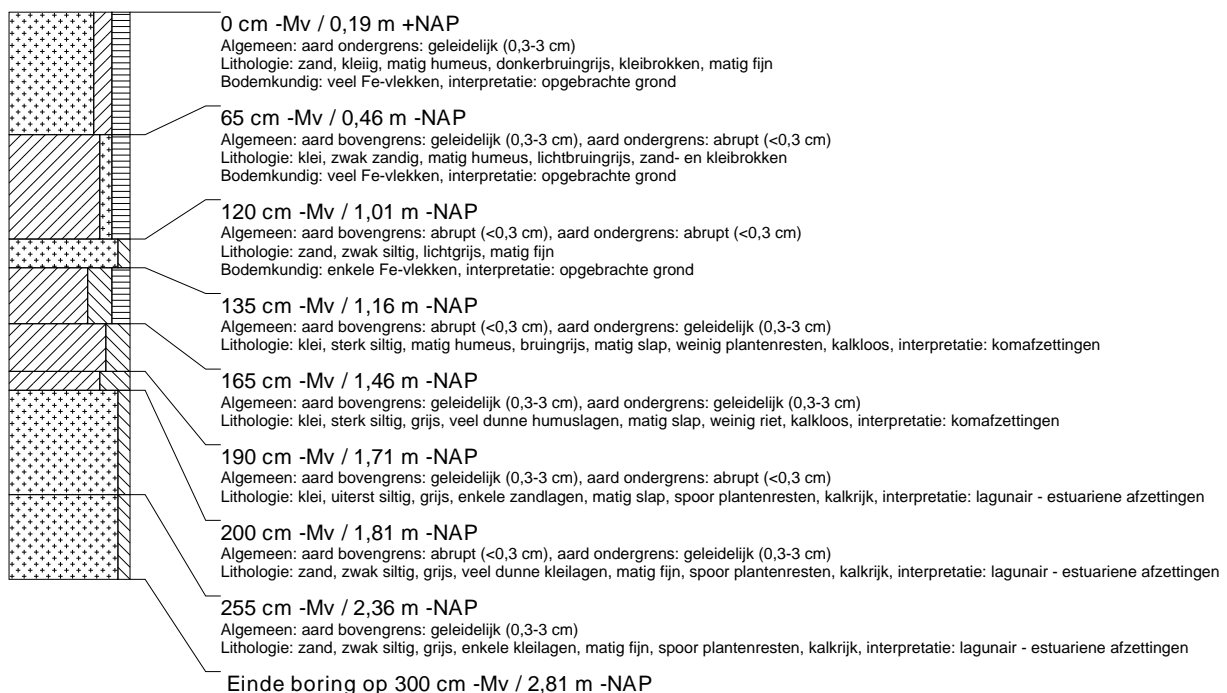 0 cm -Mv / 0,19 m +NAP
Algemeen: aard ondergrens: geleidelijk (0,3-3 cm)
Lithologie: zand, kleiig, matig humeus, donkerbruingrijs, kleibrokken, matig fijn
Bodemkundig: veel Fe-vlekken, interpretatie: opgebrachte grond
65 cm -Mv / 0,46 m -NAP
Algemeen: aard bovengrens: geleidelijk (0,3-3 cm), aard ondergrens: abrupt (<0,3 cm)
Lithologie: klei, zwak zandig, matig humeus, lichtbruingrijs, zand- en kleibrokken
Bodemkundig: veel Fe-vlekken, interpretatie: opgebrachte grond
120 cm -Mv / 1,01 m -NAP
Algemeen: aard bovengrens: abrupt (<0,3 cm), aard ondergrens: abrupt (<0,3 cm)
Lithologie: zand, zwak siltig, lichtgrijs, matig fijn
Bodemkundig: enkele Fe-vlekken, interpretatie: opgebrachte grond
135 cm -Mv / 1,16 m -NAP
Algemeen: aard bovengrens: abrupt (<0,3 cm), aard ondergrens: geleidelijk (0,3-3 cm)
Lithologie: klei, sterk siltig, matig humeus, bruingrijs, matig slap, weinig plantenresten, kalkloos, interpretatie: komafzettingen
165 cm -Mv / 1,46 m -NAP
Algemeen: aard bovengrens: geleidelijk (0,3-3 cm), aard ondergrens: geleidelijk (0,3-3 cm)
Lithologie: klei, sterk siltig, grijs, veel dunne humuslagen, matig slap, weinig riet, kalkloos, interpretatie: komafzettingen
190 cm -Mv / 1,71 m -NAP
Algemeen: aard bovengrens: geleidelijk (0,3-3 cm), aard ondergrens: abrupt (<0,3 cm)
Lithologie: klei, uiterst siltig, grijs, enkele zandlagen, matig slap, spoor plantenresten, kalkrijk, interpretatie: lagunair - estuariene afzettingen
200 cm -Mv / 1,81 m -NAP
Algemeen: aard bovengrens: abrupt (<0,3 cm), aard ondergrens: geleidelijk (0,3-3 cm)
Lithologie: zand, zwak siltig, grijs, veel dunne kleilagen, matig fijn, spoor plantenresten, kalkrijk, interpretatie: lagunair - estuariene afzettingen
255 cm -Mv / 2,36 m -NAP
Algemeen: aard bovengrens: geleidelijk (0,3-3 cm)
Lithologie: zand, zwak siltig, grijs, enkele kleilagen, matig fijn, spoor plantenresten, kalkrijk, interpretatie: lagunair - estuariene afzettingen
Einde boring op 300 cm -Mv / 2,81 m -NAP